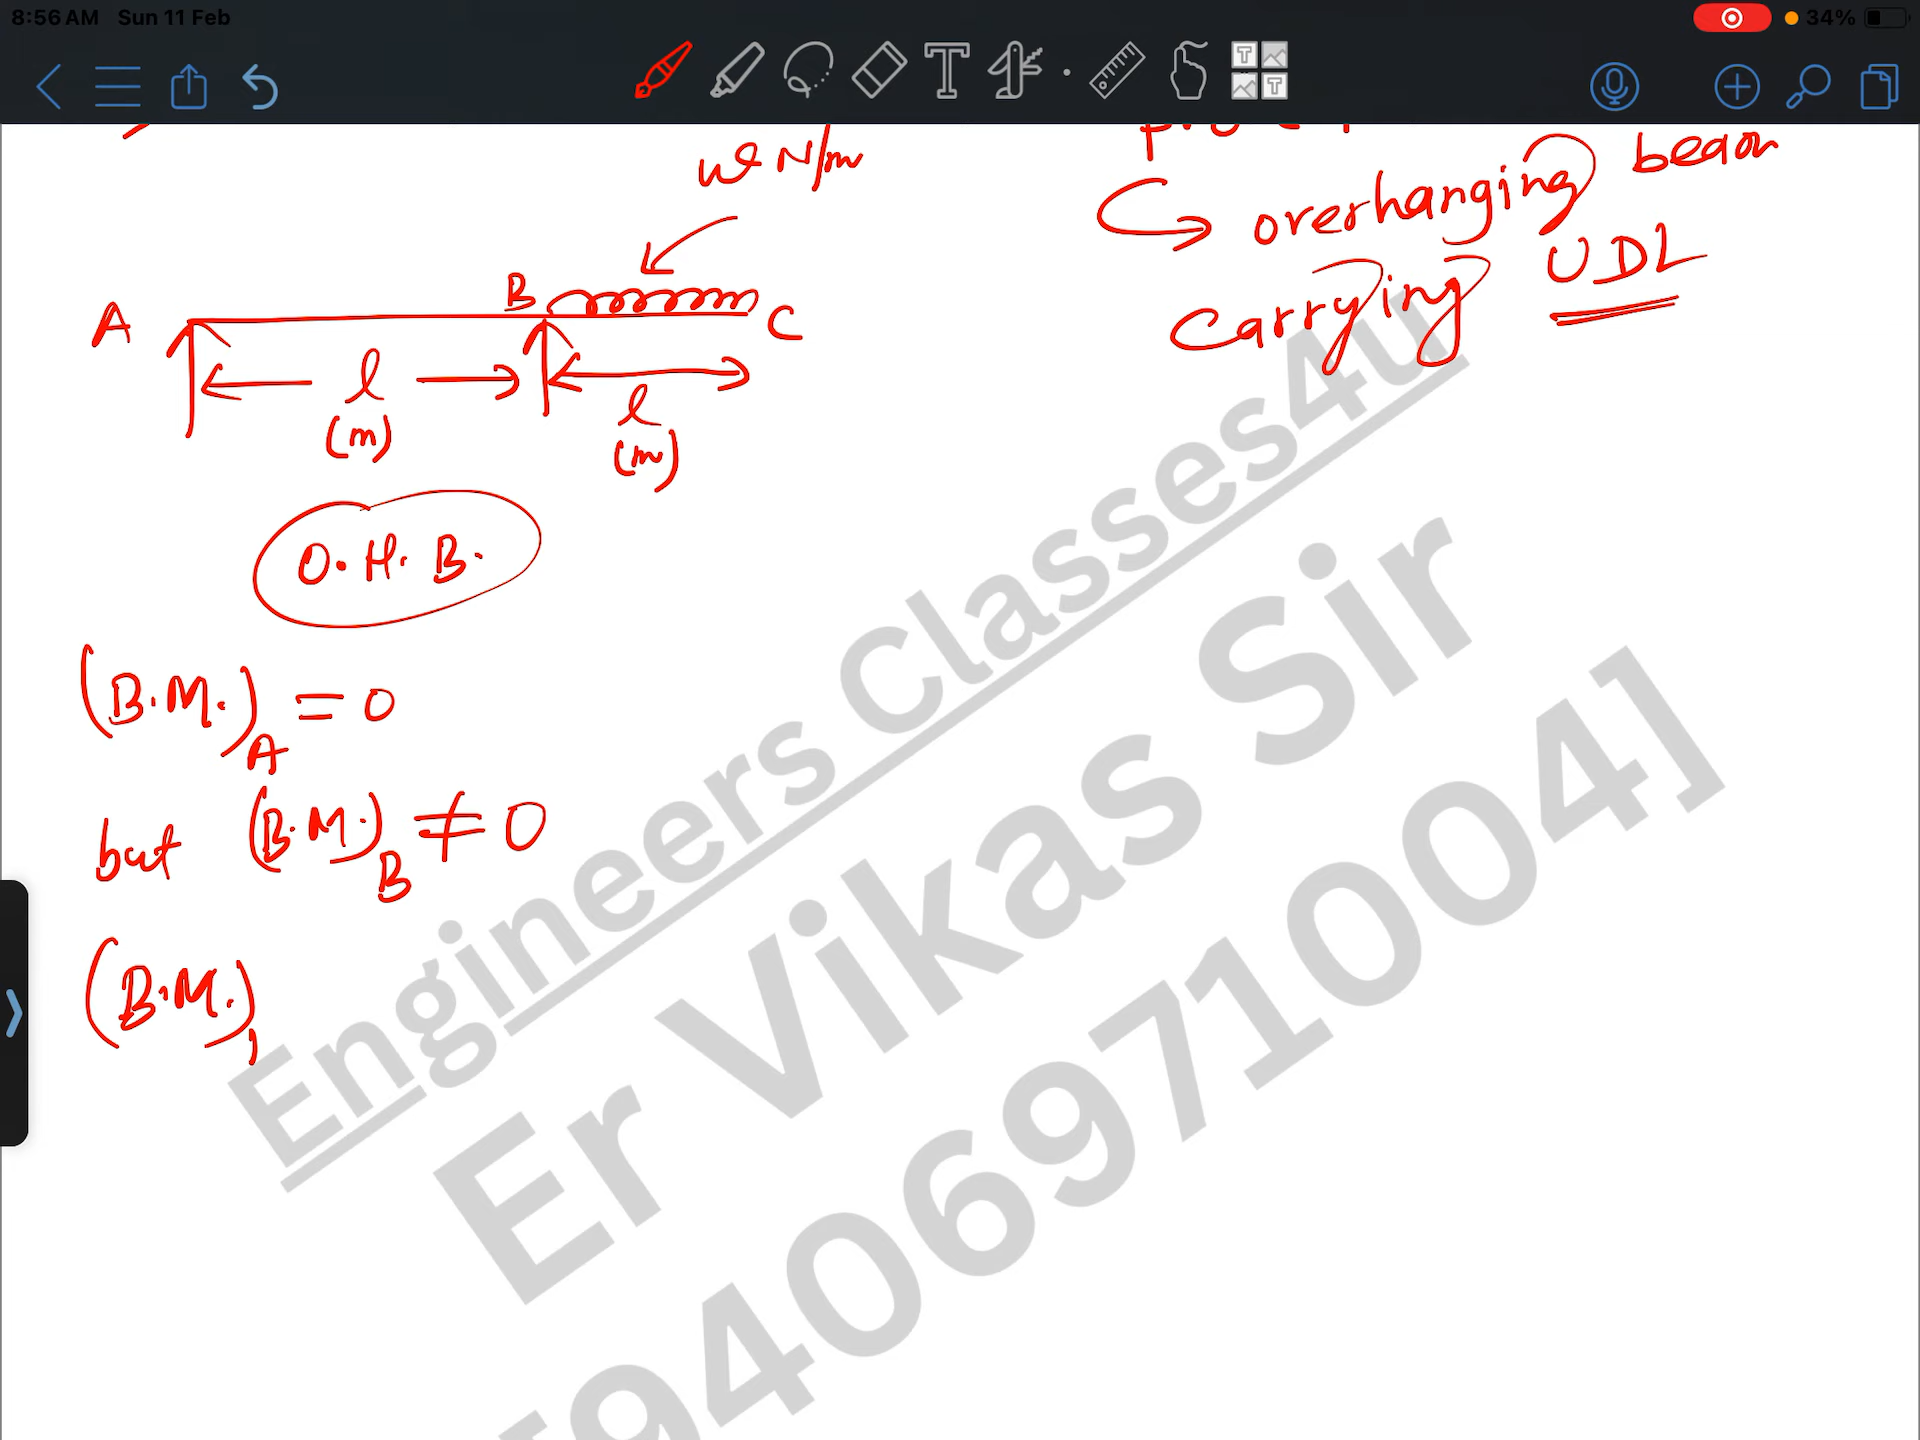 8:56 AM Sun 11 Feb
34%
w N/m
overhanging beam
carrying UDL
A B C
l l
(m) (m)
O.H.B.
(B.M.)A = 0
but (B.M.)B ≠ 0
(B.M.)
Engineers Classes4u
Er Vikas Sir
9406971004]